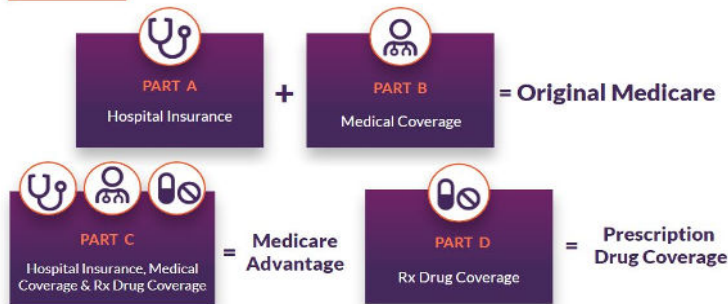 PART A
Hospital Insurance
+
PART B
Medical Coverage
= Original Medicare
PART C
Hospital Insurance, Medical
Coverage & Rx Drug Coverage
= Medicare
Advantage
PART D
Rx Drug Coverage
= Prescription
Drug Coverage